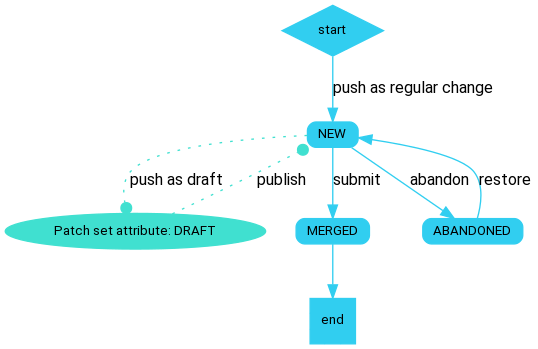 start
push as regular change
NEW
push as draft
publish
submit
abandon
restore
Patch set attribute: DRAFT
MERGED
ABANDONED
end